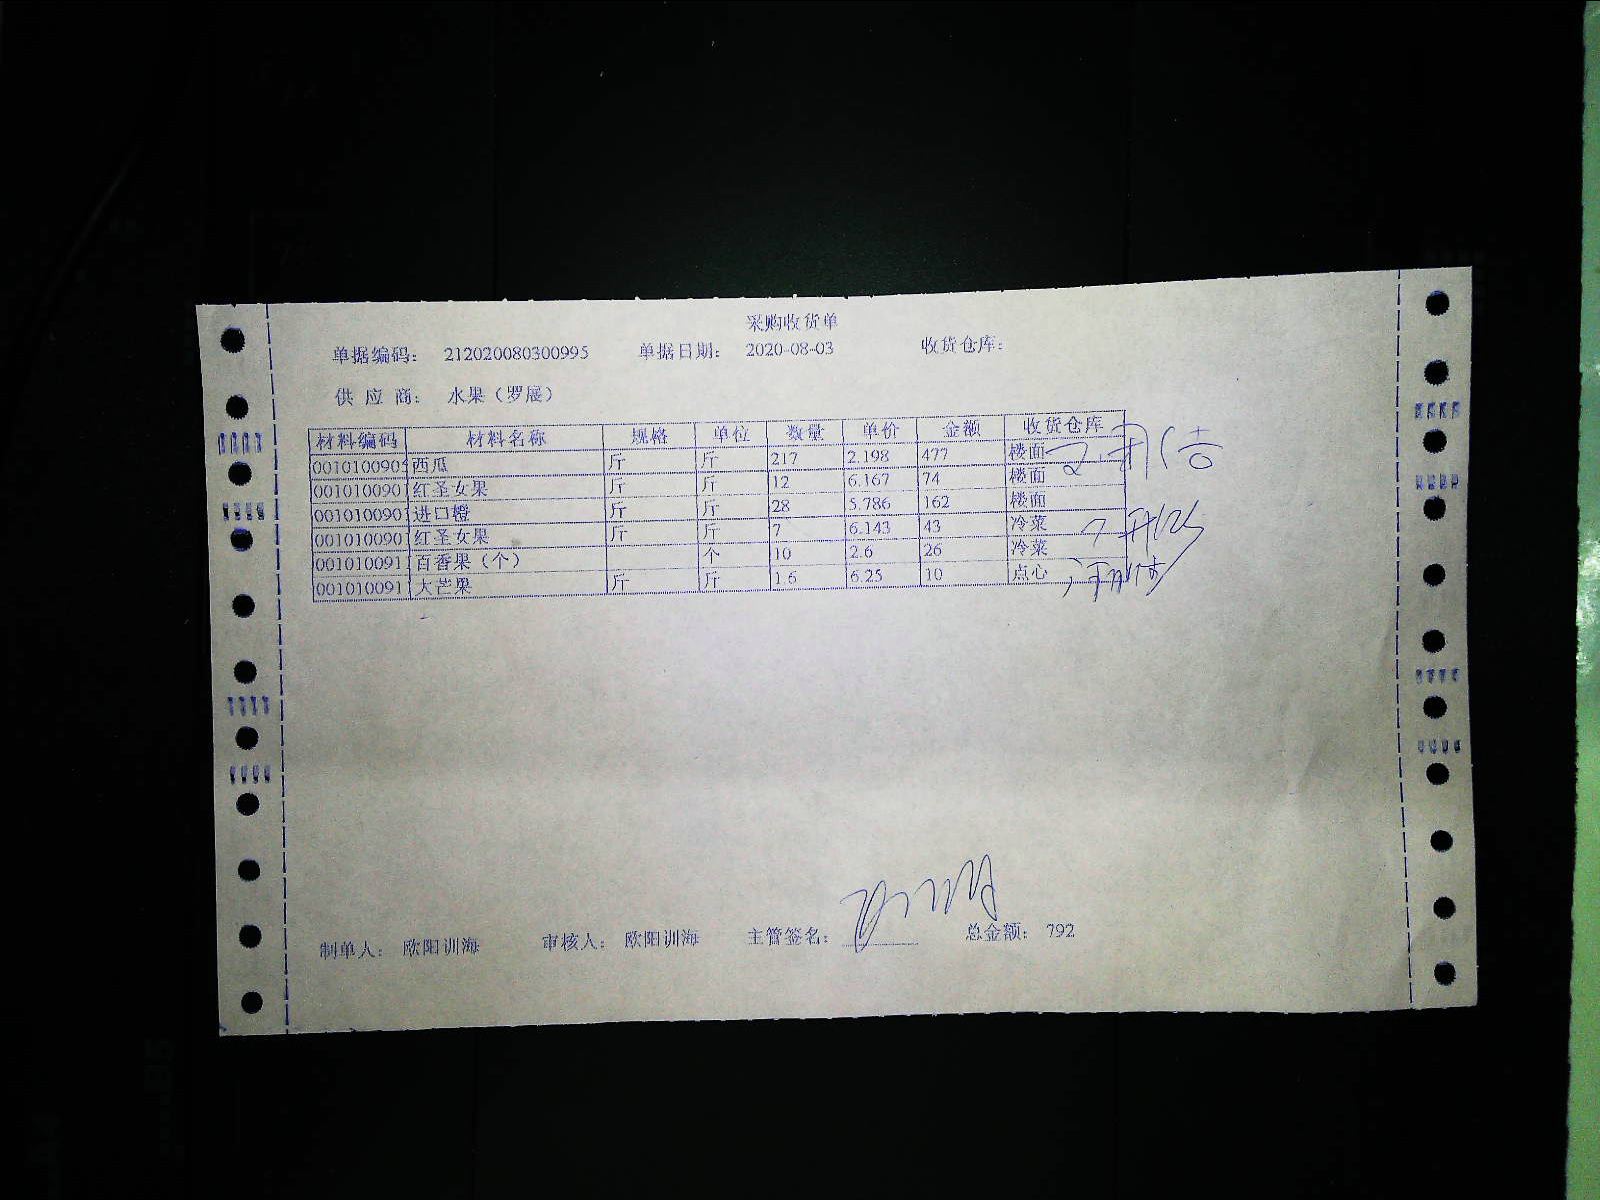 采购收货单
单据编码： 212020080300995 单据日期： 2020-08-03 收货仓库：
供 应 商： 水果（罗展）
材料编码 材料名称 规格 单位 数量 单价 金额 收货仓库
0010100905 西瓜 斤 斤 217 2.198 477 楼面
001010090 红圣女果 斤 斤 12 6.167 74 楼面
001010090 进口橙 斤 斤 28 5.786 162 楼面
001010090 红圣女果 斤 斤 7 6.143 43 冷菜
001010091 百香果（个） 个 10 2.6 26 冷菜
001010091 大芒果 斤 斤 1.6 6.25 10 点心
制单人： 欧阳训海 审核人： 欧阳训海 主管签名： 总金额： 792